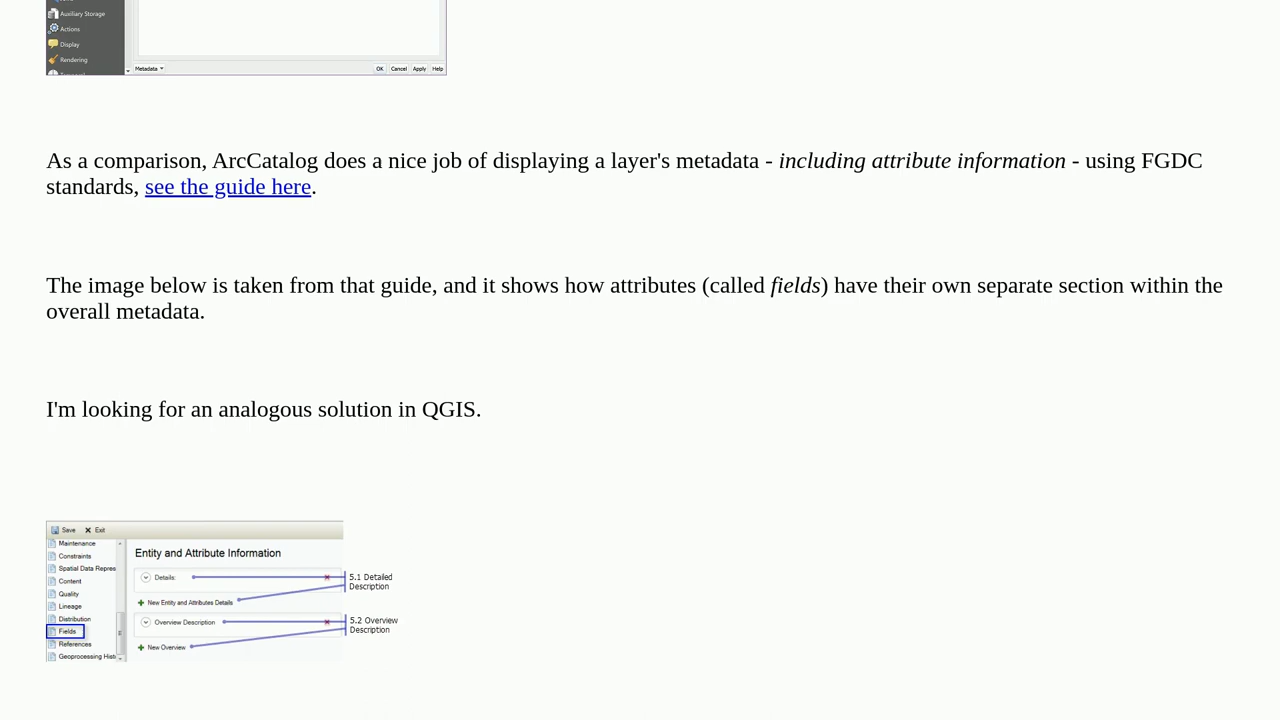 Auxiliary Storage
Actions
Display
Rendering
Metadata
OK Cancel Apply Help
As a comparison, ArcCatalog does a nice job of displaying a layer's metadata - including attribute information - using FGDC
standards, see the guide here.
The image below is taken from that guide, and it shows how attributes (called fields) have their own separate section within the
overall metadata.
I'm looking for an analogous solution in QGIS.
Save Exit
Maintenance
Constraints
Spatial Data Repres
Content
Quality
Lineage
Distribution
Fields
References
Geoprocessing Hist
Entity and Attribute Information
Details:
New Entity and Attributes Details
Overview Description
New Overview
5.1 Detailed
Description
5.2 Overview
Description